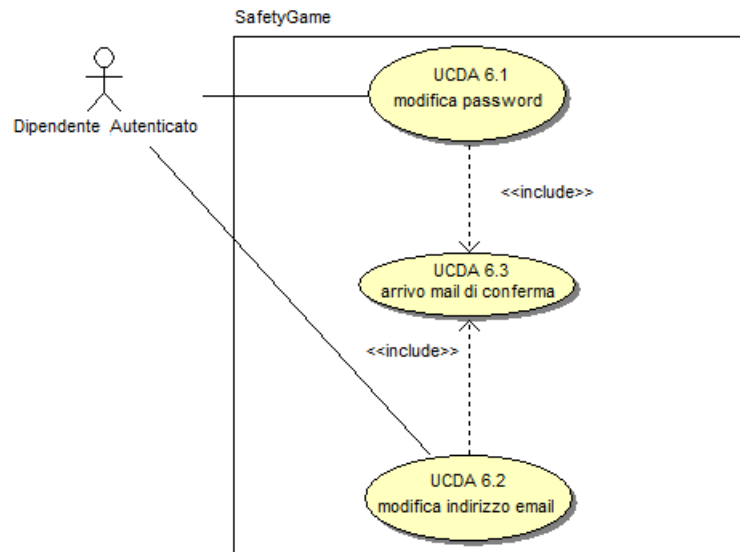 SafetyGame
UCDA 6.1
modifica password
Dipendente Autenticato
<<include>>
UCDA 6.3
arrivo mail di conferma
<<include>>
UCDA 6.2
modifica indirizzo email